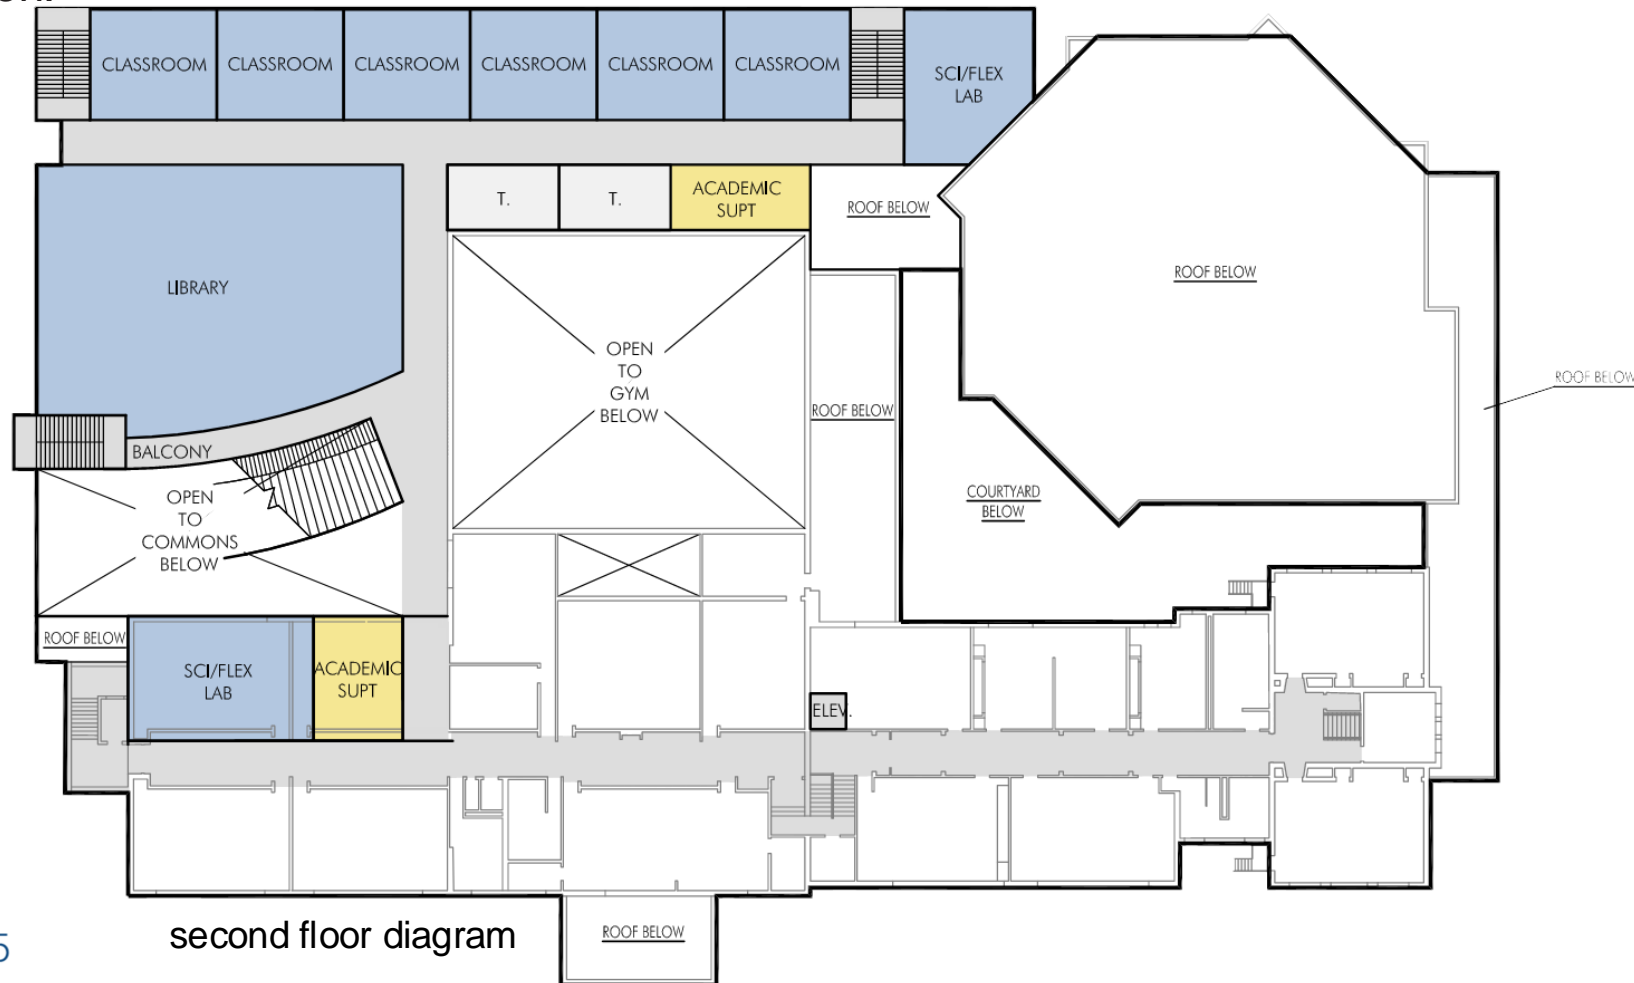 CLASSROOM
CLASSROOM
CLASSROOM
CLASSROOM
CLASSROOM
CLASSROOM
SCI/FLEX
LAB
T.
T.
ACADEMIC
SUPT
ROOF BELOW
LIBRARY
ROOF BELOW
OPEN
TO
GYM
BELOW
ROOF BELOW
ROOF BELOW
BALCONY
OPEN
TO
COMMONS
BELOW
COURTYARD
BELOW
ROOF BELOW
SCI/FLEX
LAB
ACADEMIC
SUPT
ELEV.
second floor diagram
ROOF BELOW
5